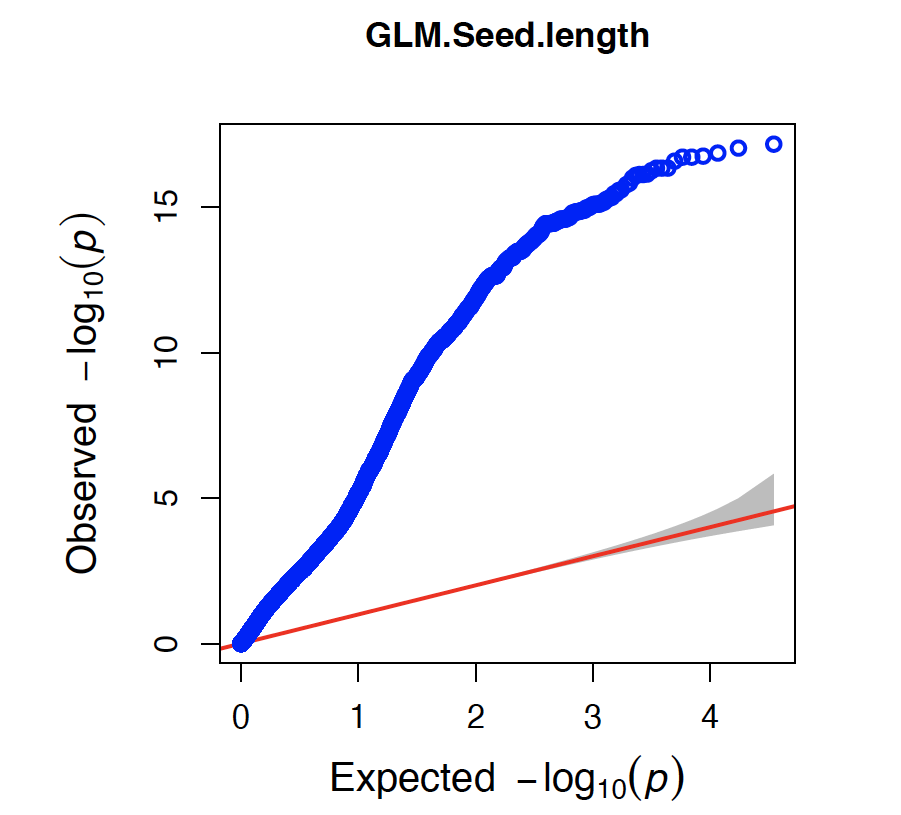 GLM.Seed.length
Observed −log₁₀(p)
15
10
5
0
0 1 2 3 4
Expected −log₁₀(p)